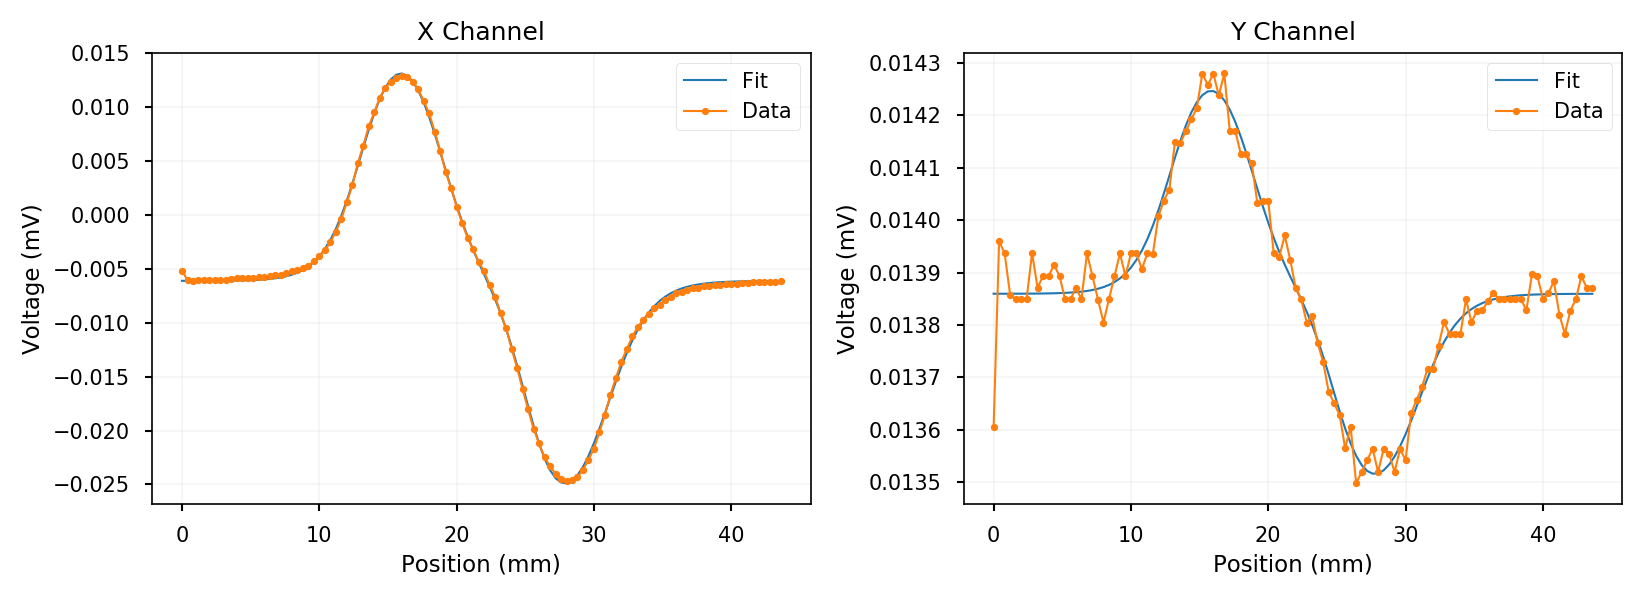 X Channel
Voltage (mV)
0.015
0.010
0.005
0.000
−0.005
−0.010
−0.015
−0.020
−0.025
Fit
Data
0 10 20 30 40
Position (mm)
Y Channel
Voltage (mV)
0.0143
0.0142
0.0141
0.0140
0.0139
0.0138
0.0137
0.0136
0.0135
Fit
Data
0 10 20 30 40
Position (mm)